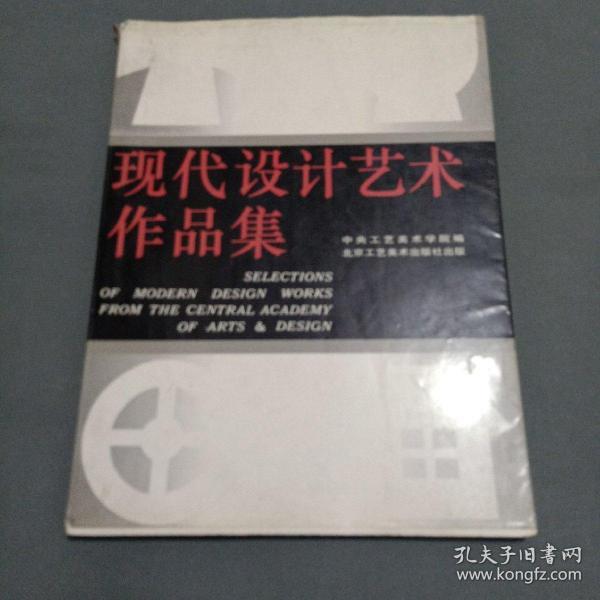 现代设计艺术
作品集
中央工艺美术学院编
北京工艺美术出版社出版
SELECTIONS
OF MODERN DESIGN WORKS
FROM THE CENTRAL ACADEMY
OF ARTS & DESIGN
孔夫子旧书网
www.kongfz.com